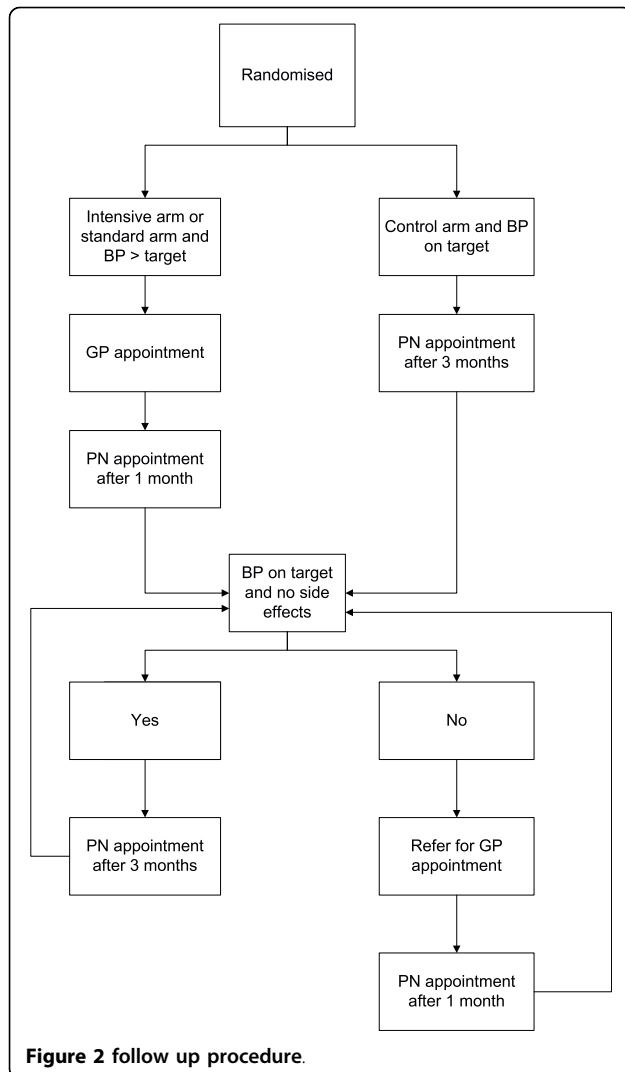 Randomised
Intensive arm or
standard arm and
BP > target
Control arm and BP
on target
GP appointment
PN appointment
after 3 months
PN appointment
after 1 month
BP on target
and no side
effects
Yes
No
PN appointment
after 3 months
Refer for GP
appointment
PN appointment
after 1 month
Figure 2 follow up procedure.